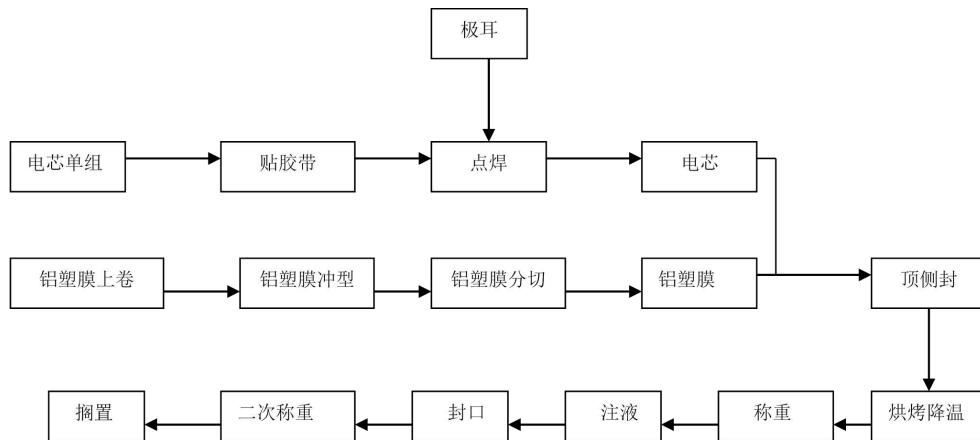 极耳
电芯单组
贴胶带
点焊
电芯
铝塑膜上卷
铝塑膜冲型
铝塑膜分切
铝塑膜
顶侧封
搁置
二次称重
封口
注液
称重
烘烤降温